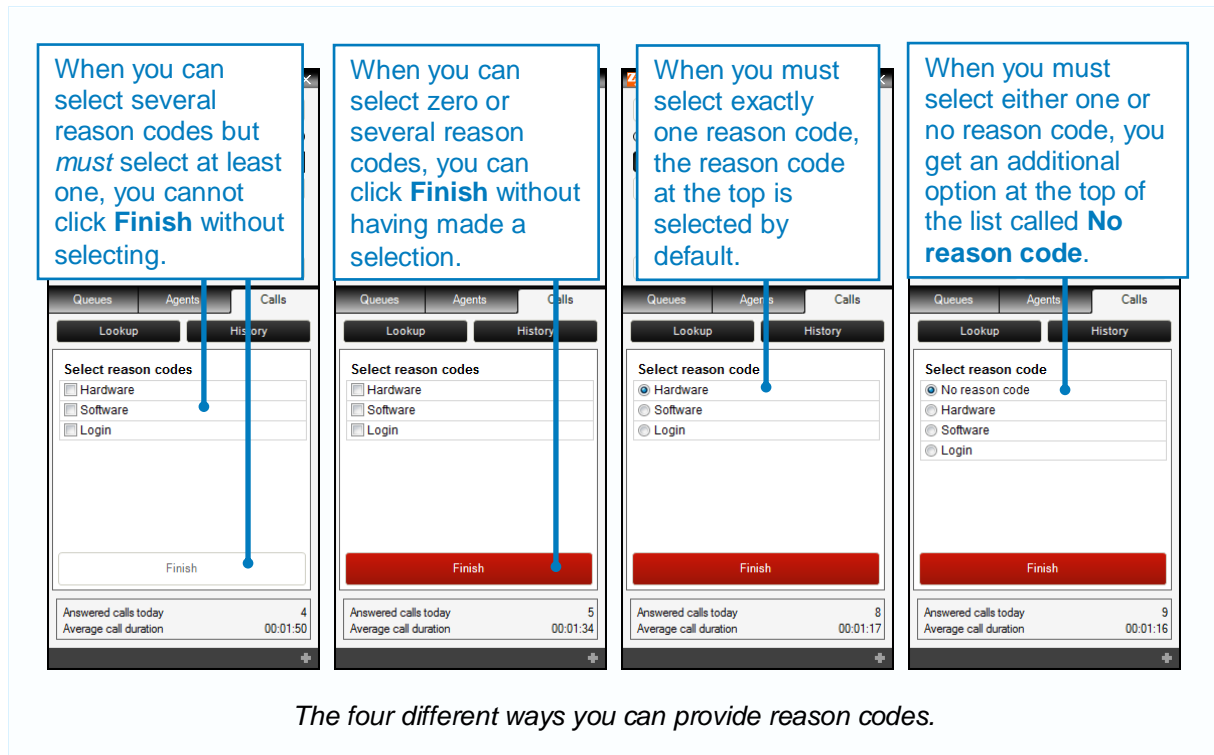 When you can
select several
reason codes but
must select at least
one, you cannot
click Finish without
selecting.
When you can
select zero or
several reason
codes, you can
click Finish without
having made a
selection.
When you must
select exactly
one reason code,
the reason code
at the top is
selected by
default.
When you must
select either one or
no reason code, you
get an additional
option at the top of
the list called No
reason code.
Queues Agents Calls
Lookup History
Select reason codes
Hardware
Software
Login
Finish
Answered calls today 4
Average call duration 00:01:50
Queues Agents Calls
Lookup History
Select reason codes
Hardware
Software
Login
Finish
Answered calls today 5
Average call duration 00:01:34
Queues Agents Calls
Lookup History
Select reason code
Hardware
Software
Login
Finish
Answered calls today 8
Average call duration 00:01:17
Queues Agents Calls
Lookup History
Select reason code
No reason code
Hardware
Software
Login
Finish
Answered calls today 9
Average call duration 00:01:16
The four different ways you can provide reason codes.